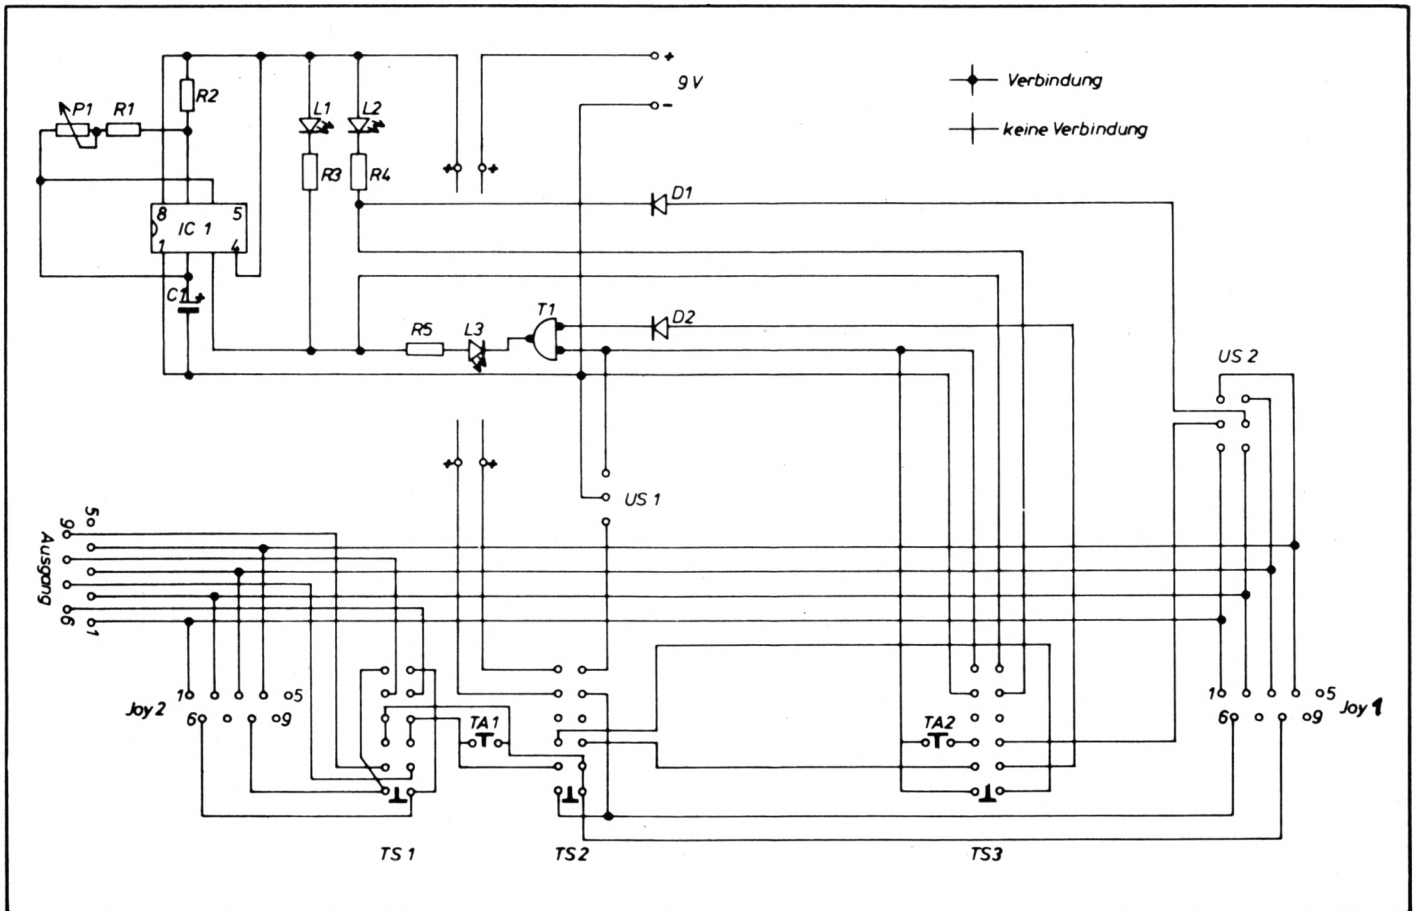 +
9V
-
Verbindung
keine Verbindung
P1 R1
R2
L1 L2
R3 R4
+ +
D1
8 5
IC 1
1 4
C1 +
R5 L3
T1
D2
US 2
+ +
US 1
5
9
Ausgang
6
1
Joy 2
1 5
6 9
TA1
TA2
1 5
6 9
Joy 1
TS 1
TS2
TS3